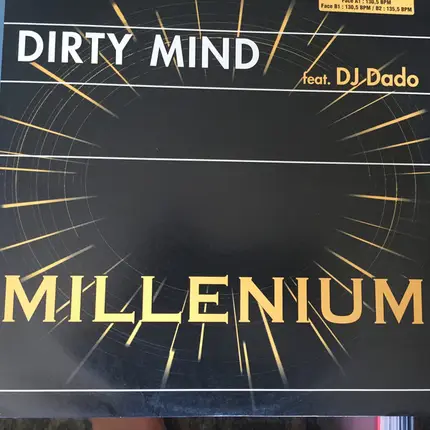 Face A1 : 130,5 BPM
Face B1 : 130,5 BPM / B2 : 135,5 BPM
DIRTY MIND
feat. DJ Dado
MILLENIUM